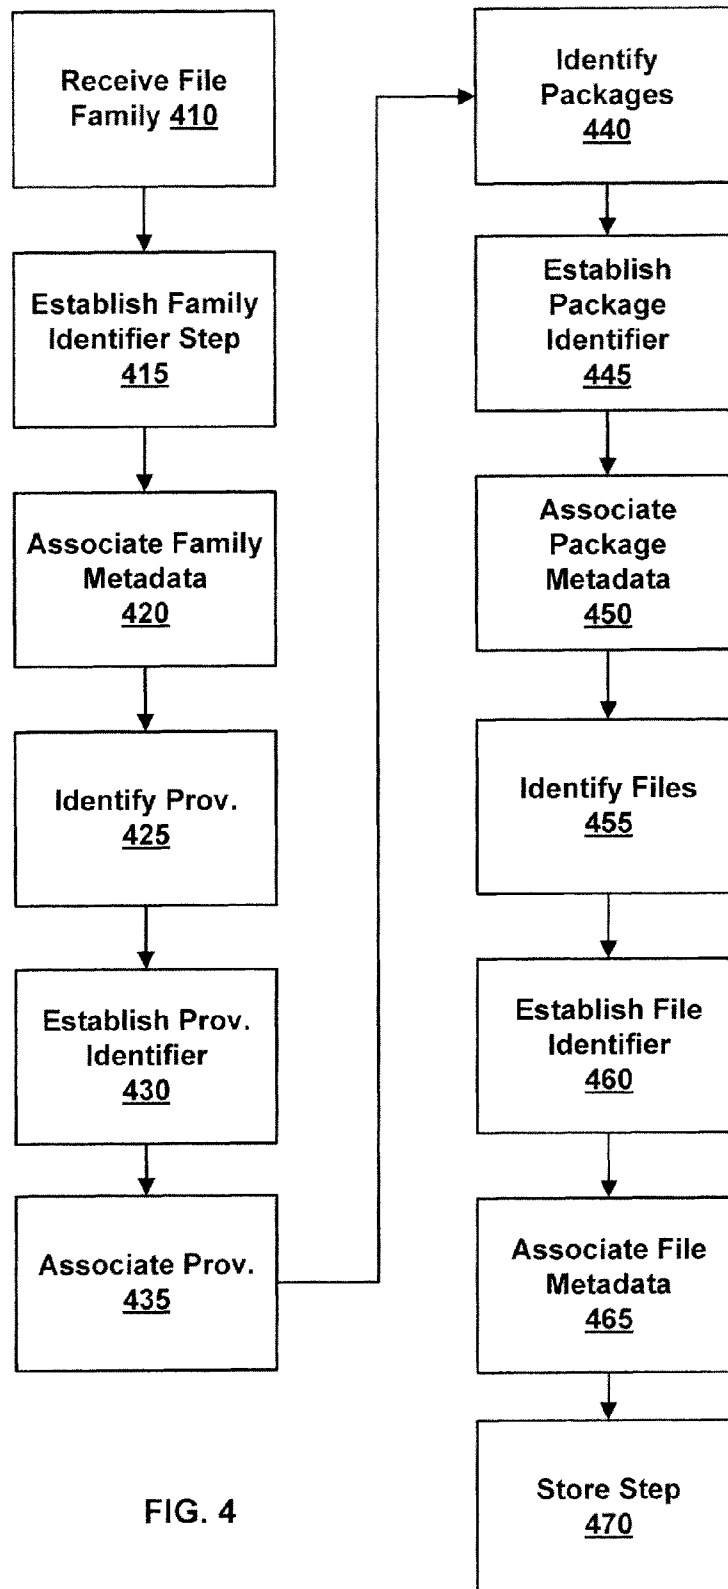 Receive File
Family 410
Establish Family
Identifier Step
415
Associate Family
Metadata
420
Identify Prov.
425
Establish Prov.
Identifier
430
Associate Prov.
435
Identify
Packages
440
Establish
Package
Identifier
445
Associate
Package
Metadata
450
Identify Files
455
Establish File
Identifier
460
Associate File
Metadata
465
Store Step
470
FIG. 4